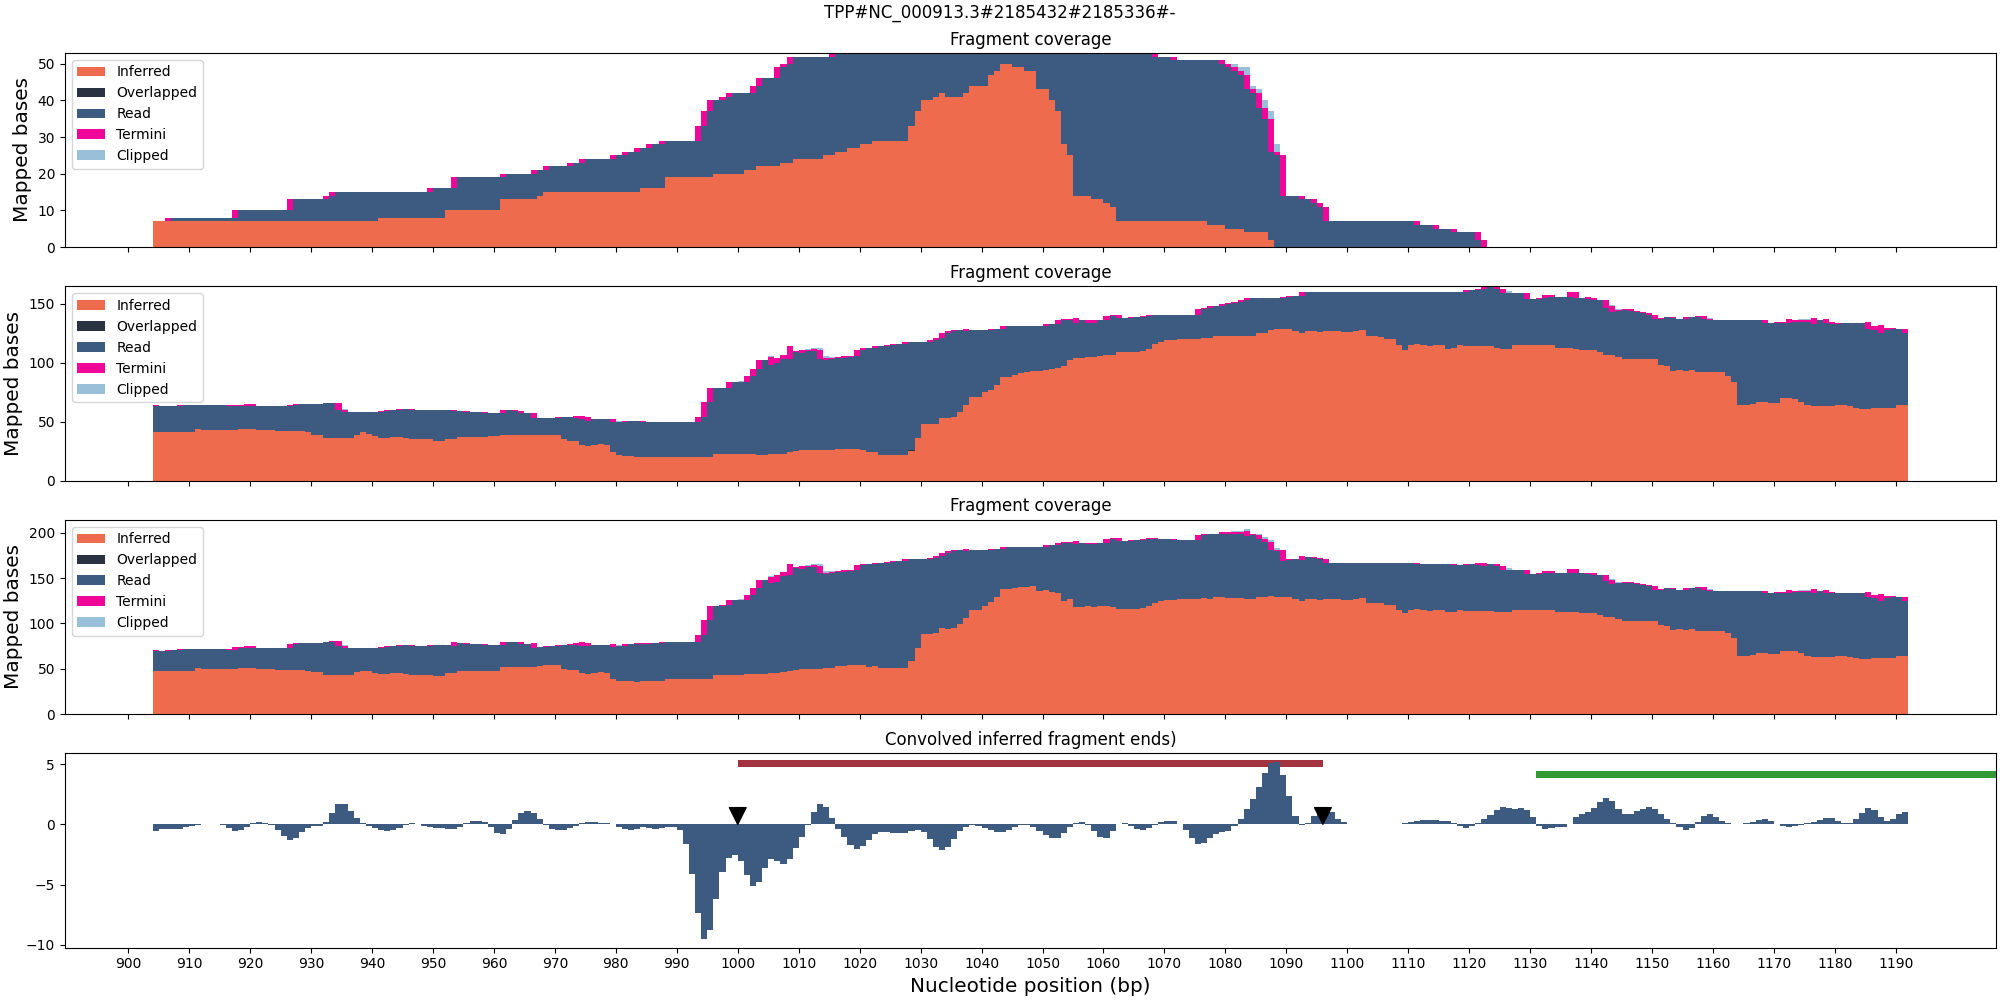 TPP#NC_000913.3#2185432#2185336#-
Fragment coverage
Mapped bases
50
40
30
20
10
0
Inferred
Overlapped
Read
Termini
Clipped
Fragment coverage
Mapped bases
150
100
50
0
Inferred
Overlapped
Read
Termini
Clipped
Fragment coverage
Mapped bases
200
150
100
50
0
Inferred
Overlapped
Read
Termini
Clipped
Convolved inferred fragment ends)
5
0
−5
−10
900 910 920 930 940 950 960 970 980 990 1000 1010 1020 1030 1040 1050 1060 1070 1080 1090 1100 1110 1120 1130 1140 1150 1160 1170 1180 1190
Nucleotide position (bp)